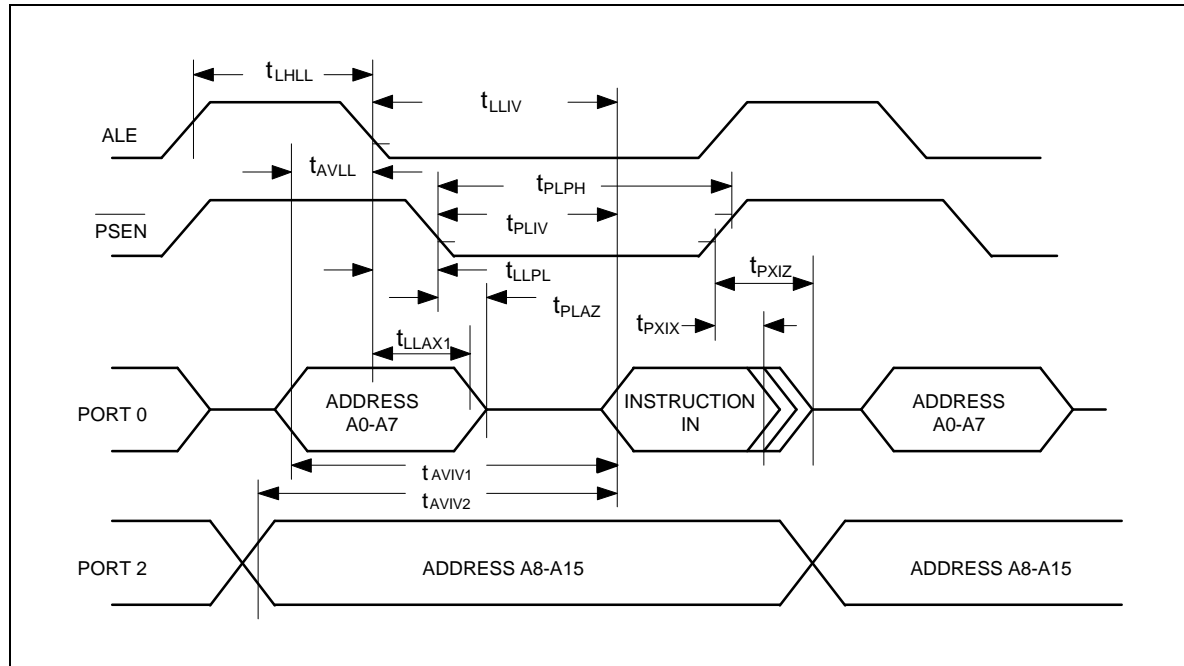 tLHLL
tLLIV
ALE
tAVLL
tPLPH
PSEN
tPLIV
tLLPL
tPXIZ
tPLAZ
tPXIX
tLLAX1
PORT 0
ADDRESS
A0-A7
INSTRUCTION
IN
ADDRESS
A0-A7
tAVIV1
tAVIV2
PORT 2
ADDRESS A8-A15
ADDRESS A8-A15